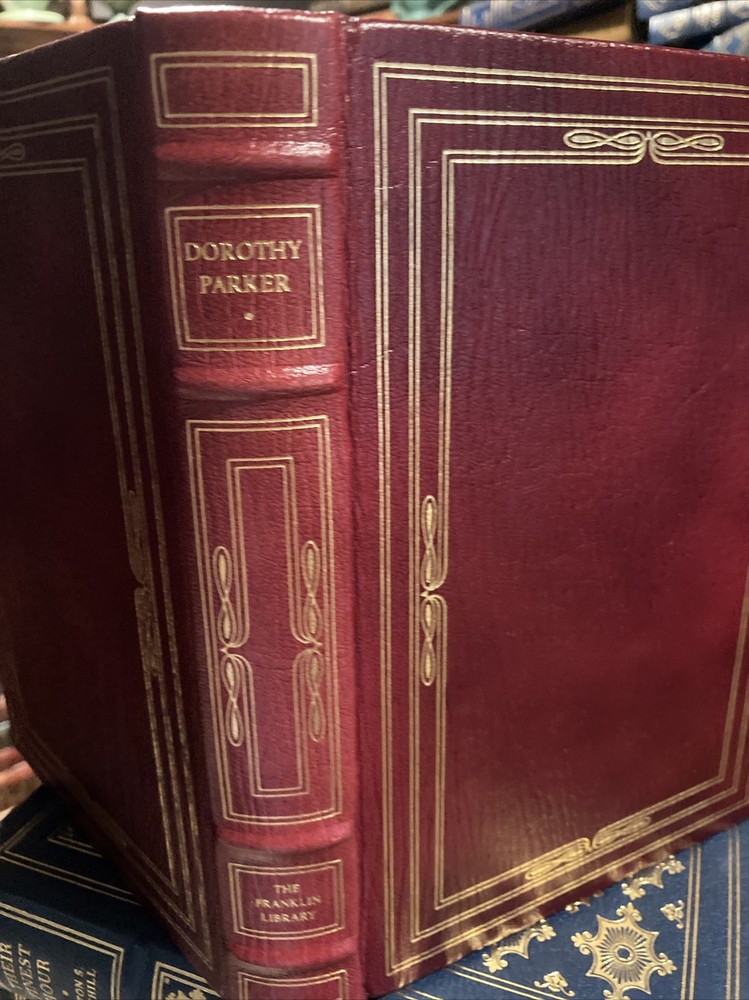 DOROTHY
PARKER
THE
FRANKLIN
LIBRARY